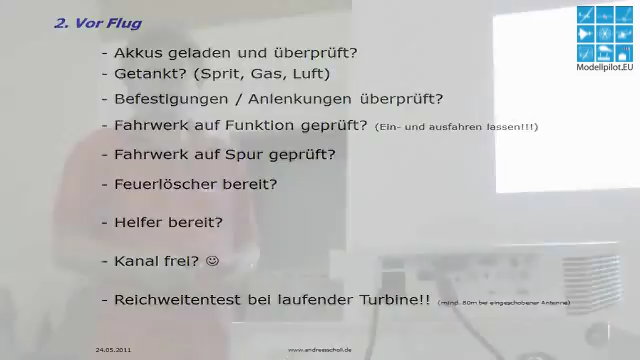 2. Vor Flug
Modellpilot.EU
- Akkus geladen und überprüft?
- Getankt? (Sprit, Gas, Luft)
- Befestigungen / Anlenkungen überprüft?
- Fahrwerk auf Funktion geprüft? (Ein- und ausfahren lassen!!!)
- Fahrwerk auf Spur geprüft?
- Feuerlöscher bereit?
- Helfer bereit?
- Kanal frei? ☺
- Reichweitentest bei laufender Turbine!! (mind. 80m bei eingeschobener Antenne)
24.05.2011
www.andreasscholl.de